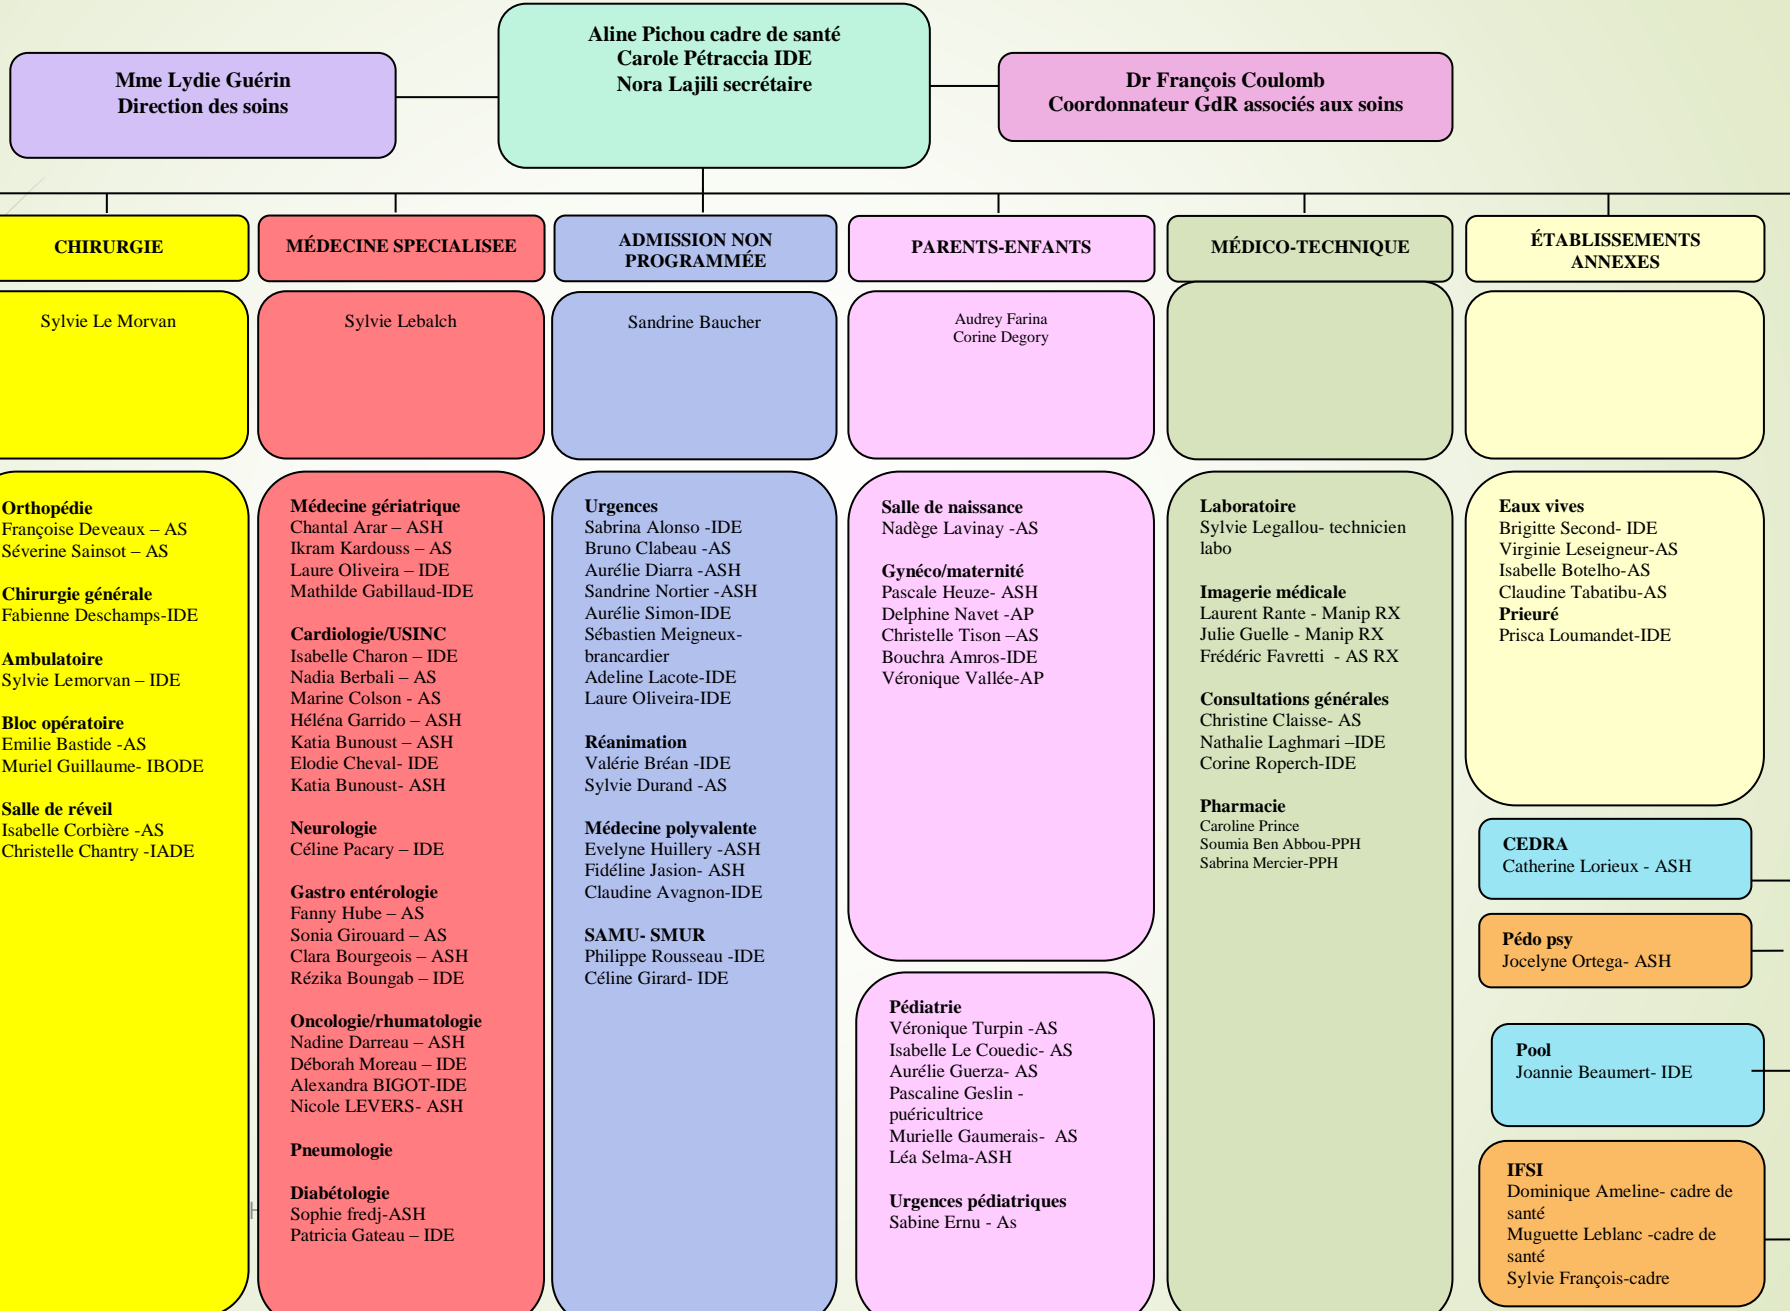 Aline Pichou cadre de santé
Carole Pétraccia IDE
Nora Lajili secrétaire
Mme Lydie Guérin
Direction des soins
Dr François Coulomb
Coordonnateur GdR associés aux soins
CHIRURGIE
Sylvie Le Morvan
Orthopédie
Françoise Deveaux – AS
Séverine Sainsot – AS
Chirurgie générale
Fabienne Deschamps-IDE
Ambulatoire
Sylvie Lemorvan – IDE
Bloc opératoire
Emilie Bastide -AS
Muriel Guillaume- IBODE
Salle de réveil
Isabelle Corbière -AS
Christelle Chantry -IADE
MÉDECINE SPECIALISEE
Sylvie Lebalch
Médecine gériatrique
Chantal Arar – ASH
Ikram Kardouss – AS
Laure Oliveira – IDE
Mathilde Gabillaud-IDE
Cardiologie/USINC
Isabelle Charon – IDE
Nadia Berbali – AS
Marine Colson - AS
Héléna Garrido – ASH
Katia Bunoust – ASH
Elodie Cheval- IDE
Katia Bunoust- ASH
Neurologie
Céline Pacary – IDE
Gastro entérologie
Fanny Hube – AS
Sonia Girouard – AS
Clara Bourgeois – ASH
Rézika Boungab – IDE
Oncologie/rhumatologie
Nadine Darreau – ASH
Déborah Moreau – IDE
Alexandra BIGOT-IDE
Nicole LEVERS- ASH
Pneumologie
Diabétologie
Sophie fredj-ASH
Patricia Gateau – IDE
ADMISSION NON
PROGRAMMÉE
Sandrine Baucher
Urgences
Sabrina Alonso -IDE
Bruno Clabeau -AS
Aurélie Diarra -ASH
Sandrine Nortier -ASH
Aurélie Simon-IDE
Sébastien Meigneux-
brancardier
Adeline Lacote-IDE
Laure Oliveira-IDE
Réanimation
Valérie Bréan -IDE
Sylvie Durand -AS
Médecine polyvalente
Evelyne Huillery -ASH
Fidéline Jasion- ASH
Claudine Avagnon-IDE
SAMU- SMUR
Philippe Rousseau -IDE
Céline Girard- IDE
PARENTS-ENFANTS
Audrey Farina
Corine Degory
Salle de naissance
Nadège Lavinay -AS
Gynéco/maternité
Pascale Heuze- ASH
Delphine Navet -AP
Christelle Tison –AS
Bouchra Amros-IDE
Véronique Vallée-AP
Pédiatrie
Véronique Turpin -AS
Isabelle Le Couedic- AS
Aurélie Guerza- AS
Pascaline Geslin -
puéricultrice
Murielle Gaumerais- AS
Léa Selma-ASH
Urgences pédiatriques
Sabine Ernu - As
MÉDICO-TECHNIQUE
Laboratoire
Sylvie Legallou- technicien
labo
Imagerie médicale
Laurent Rante - Manip RX
Julie Guelle - Manip RX
Frédéric Favretti - AS RX
Consultations générales
Christine Claisse- AS
Nathalie Laghmari –IDE
Corine Roperch-IDE
Pharmacie
Caroline Prince
Soumia Ben Abbou-PPH
Sabrina Mercier-PPH
ÉTABLISSEMENTS
ANNEXES
Eaux vives
Brigitte Second- IDE
Virginie Leseigneur-AS
Isabelle Botelho-AS
Claudine Tabatibu-AS
Prieuré
Prisca Loumandet-IDE
CEDRA
Catherine Lorieux - ASH
Pédo psy
Jocelyne Ortega- ASH
Pool
Joannie Beaumert- IDE
IFSI
Dominique Ameline- cadre de
santé
Muguette Leblanc -cadre de
santé
Sylvie François-cadre